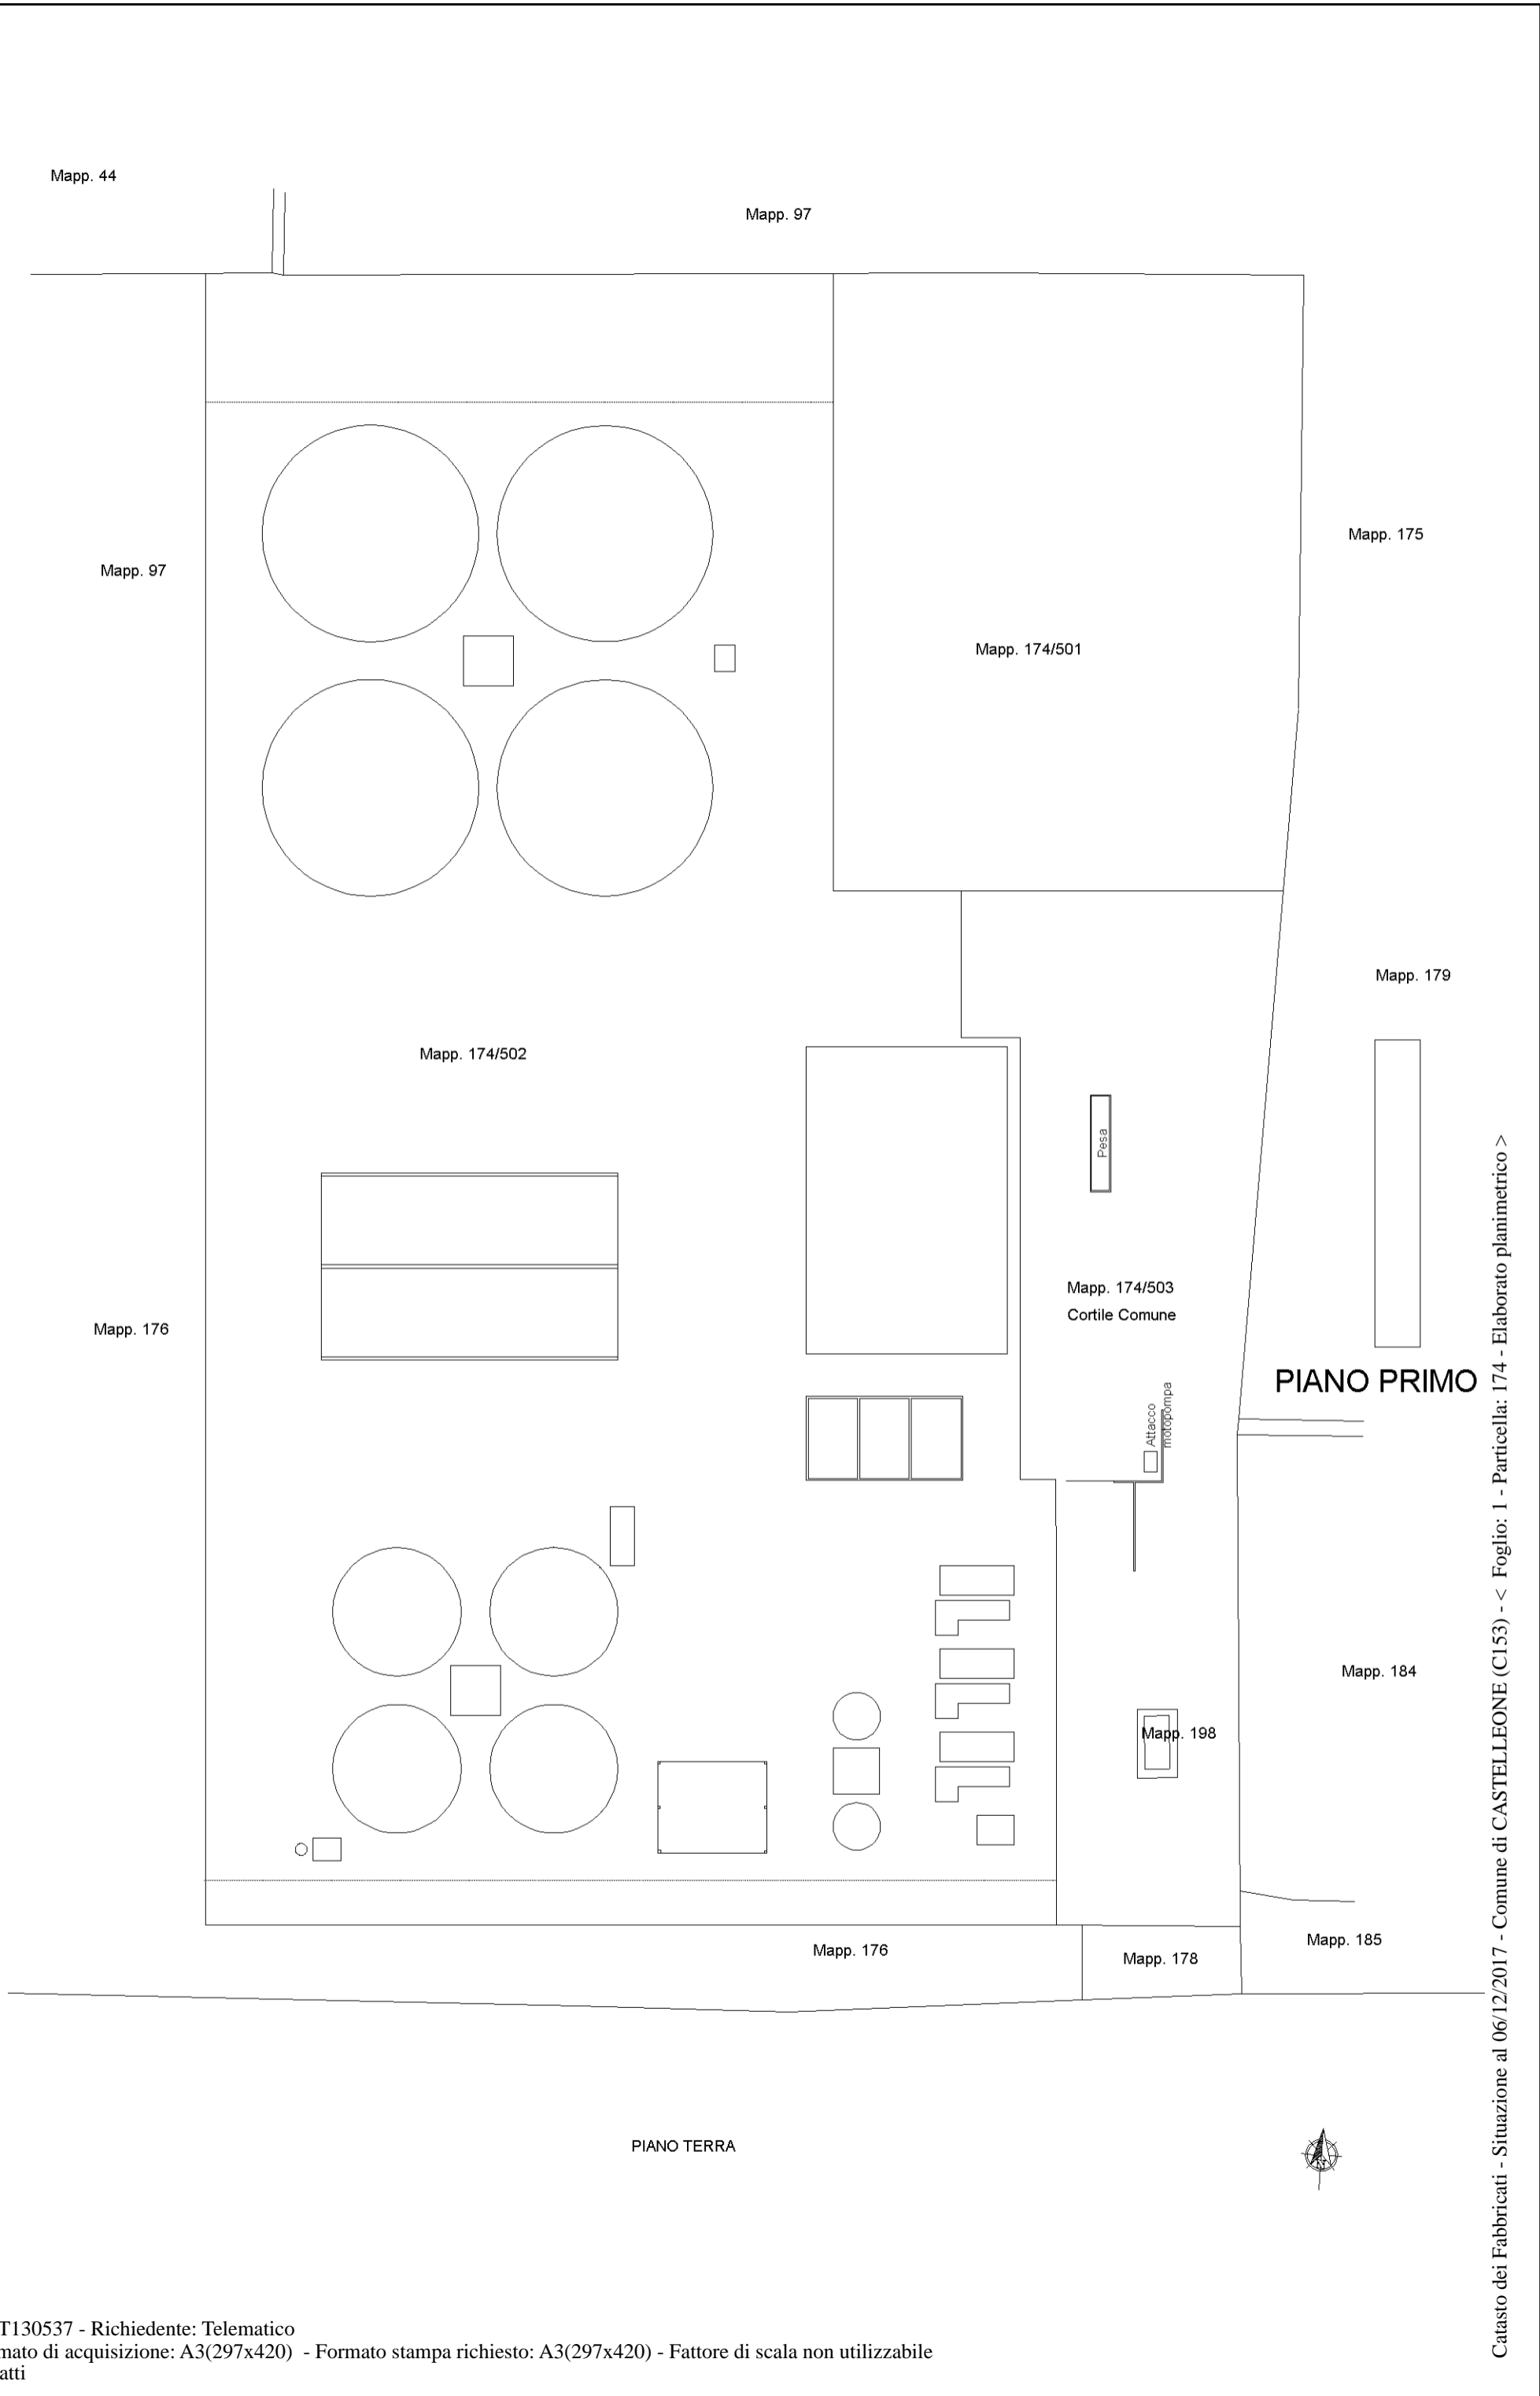 Mapp. 44
Mapp. 97
Mapp. 175
Mapp. 97
Mapp. 174/501
Mapp. 179
Mapp. 174/502
Pesa
Mapp. 174/503
Cortile Comune
Mapp. 176
PIANO PRIMO
Attacco
motopompa
Mapp. 184
Mapp. 198
Mapp. 185
Mapp. 176
Mapp. 178
PIANO TERRA
Catasto dei Fabbricati - Situazione al 06/12/2017 - Comune di CASTELLEONE (C153) - < Foglio: 1 - Particella: 174 - Elaborato planimetrico >
T130537 - Richiedente: Telematico
mato di acquisizione: A3(297x420) - Formato stampa richiesto: A3(297x420) - Fattore di scala non utilizzabile
atti